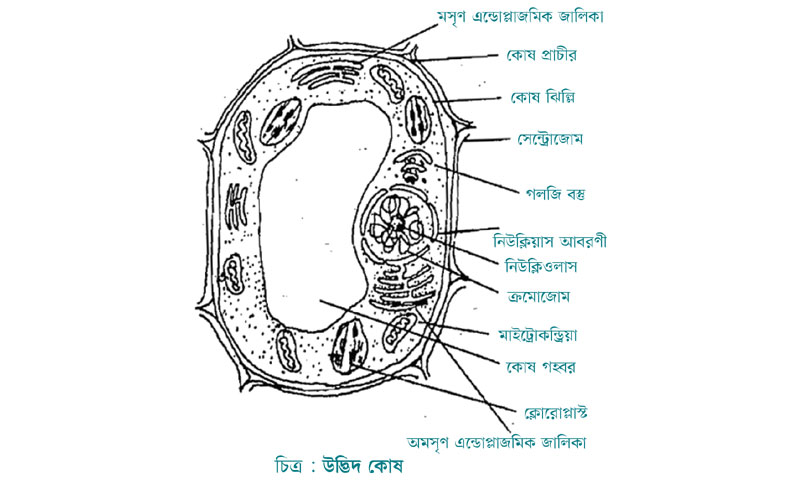 মসৃণ এন্ডোপ্লাজমিক জালিকা
কোষ প্রাচীর
কোষ ঝিল্লি
সেন্ট্রোজোম
গলজি বস্তু
নিউক্লিয়াস আবরণী
নিউক্লিওলাস
ক্রমোজোম
মাইট্রোকন্ড্রিয়া
কোষ গহ্বর
ক্লোরোপ্লাস্ট
অমসৃণ এন্ডোপ্লাজমিক জালিকা
চিত্র : উদ্ভিদ কোষ